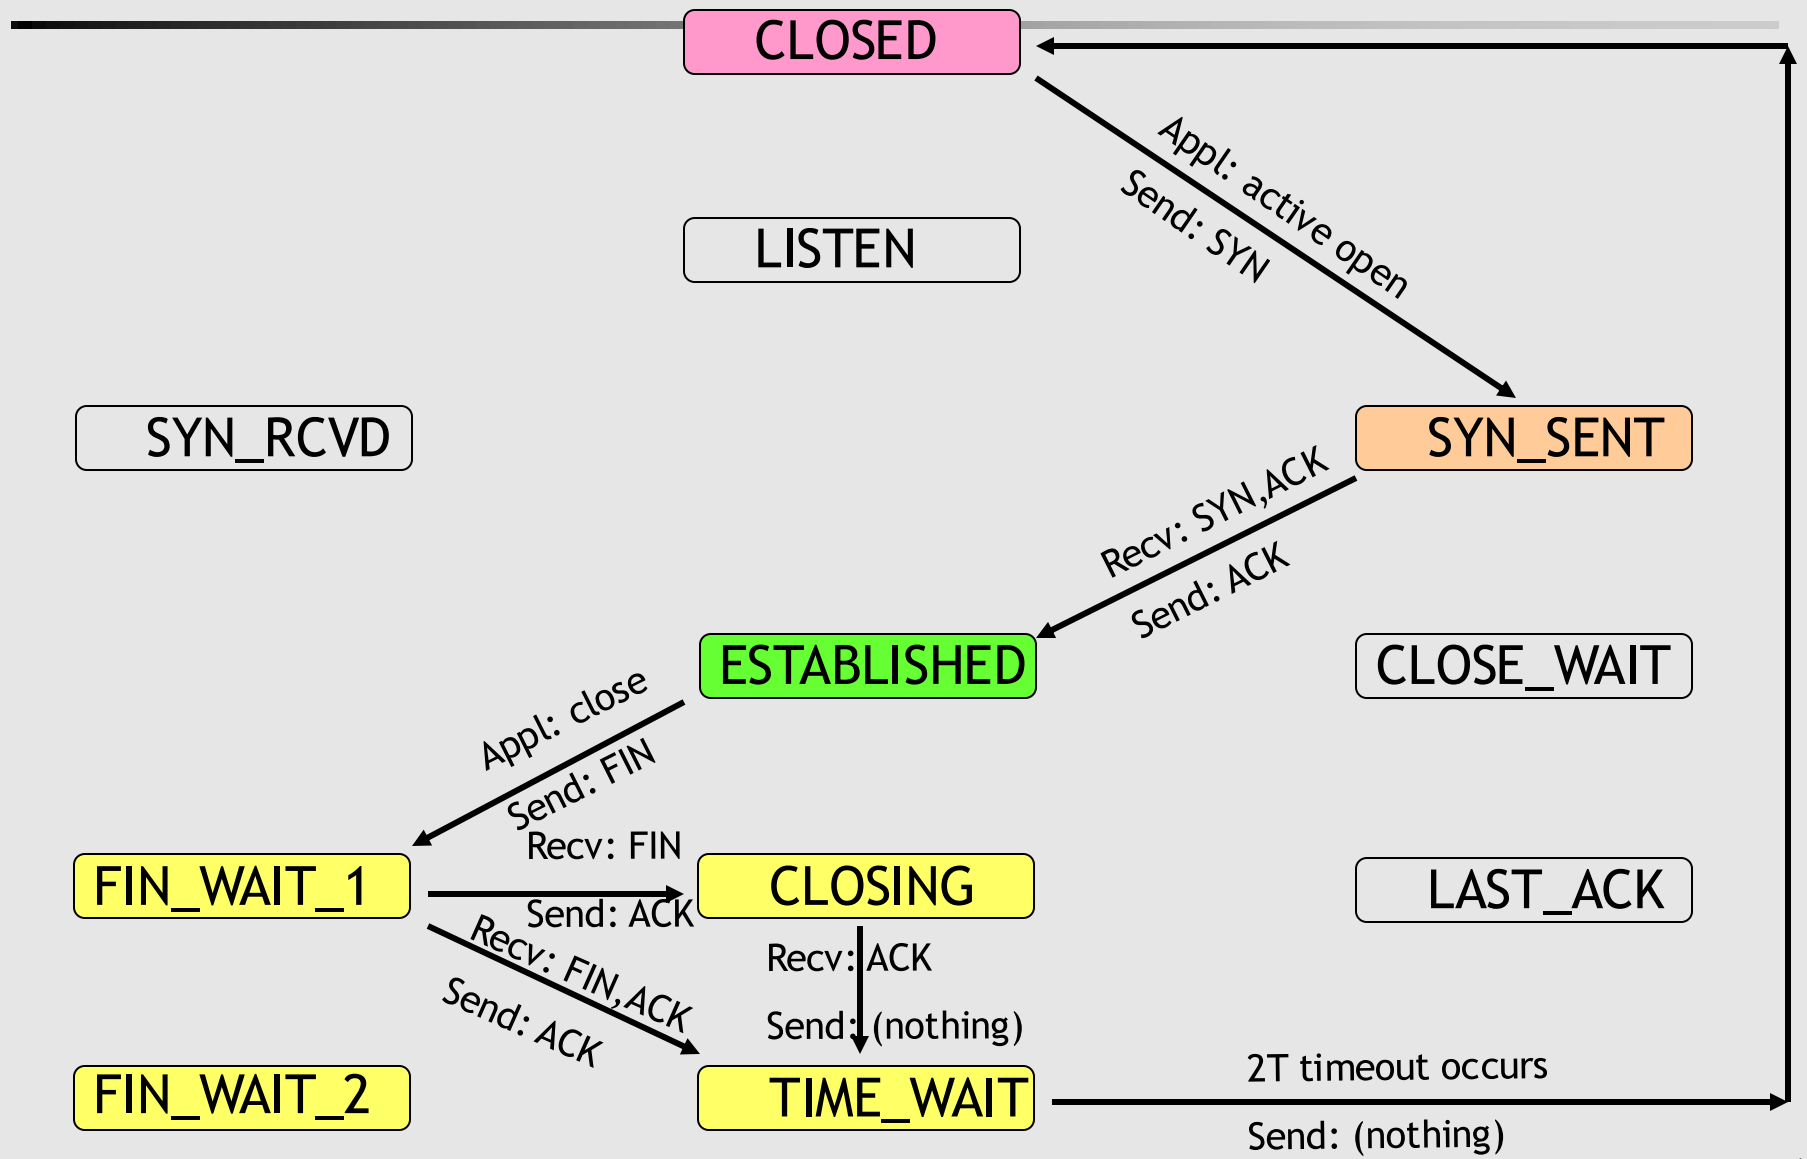 CLOSED
Appl: active open
Send: SYN
LISTEN
SYN_RCVD
SYN_SENT
Recv: SYN,ACK
Send: ACK
ESTABLISHED
CLOSE_WAIT
Appl: close
Send: FIN
Recv: FIN
FIN_WAIT_1
CLOSING
LAST_ACK
Send: ACK
Recv: FIN,ACK
Send: ACK
Recv: ACK
Send: (nothing)
FIN_WAIT_2
TIME_WAIT
2T timeout occurs
Send: (nothing)